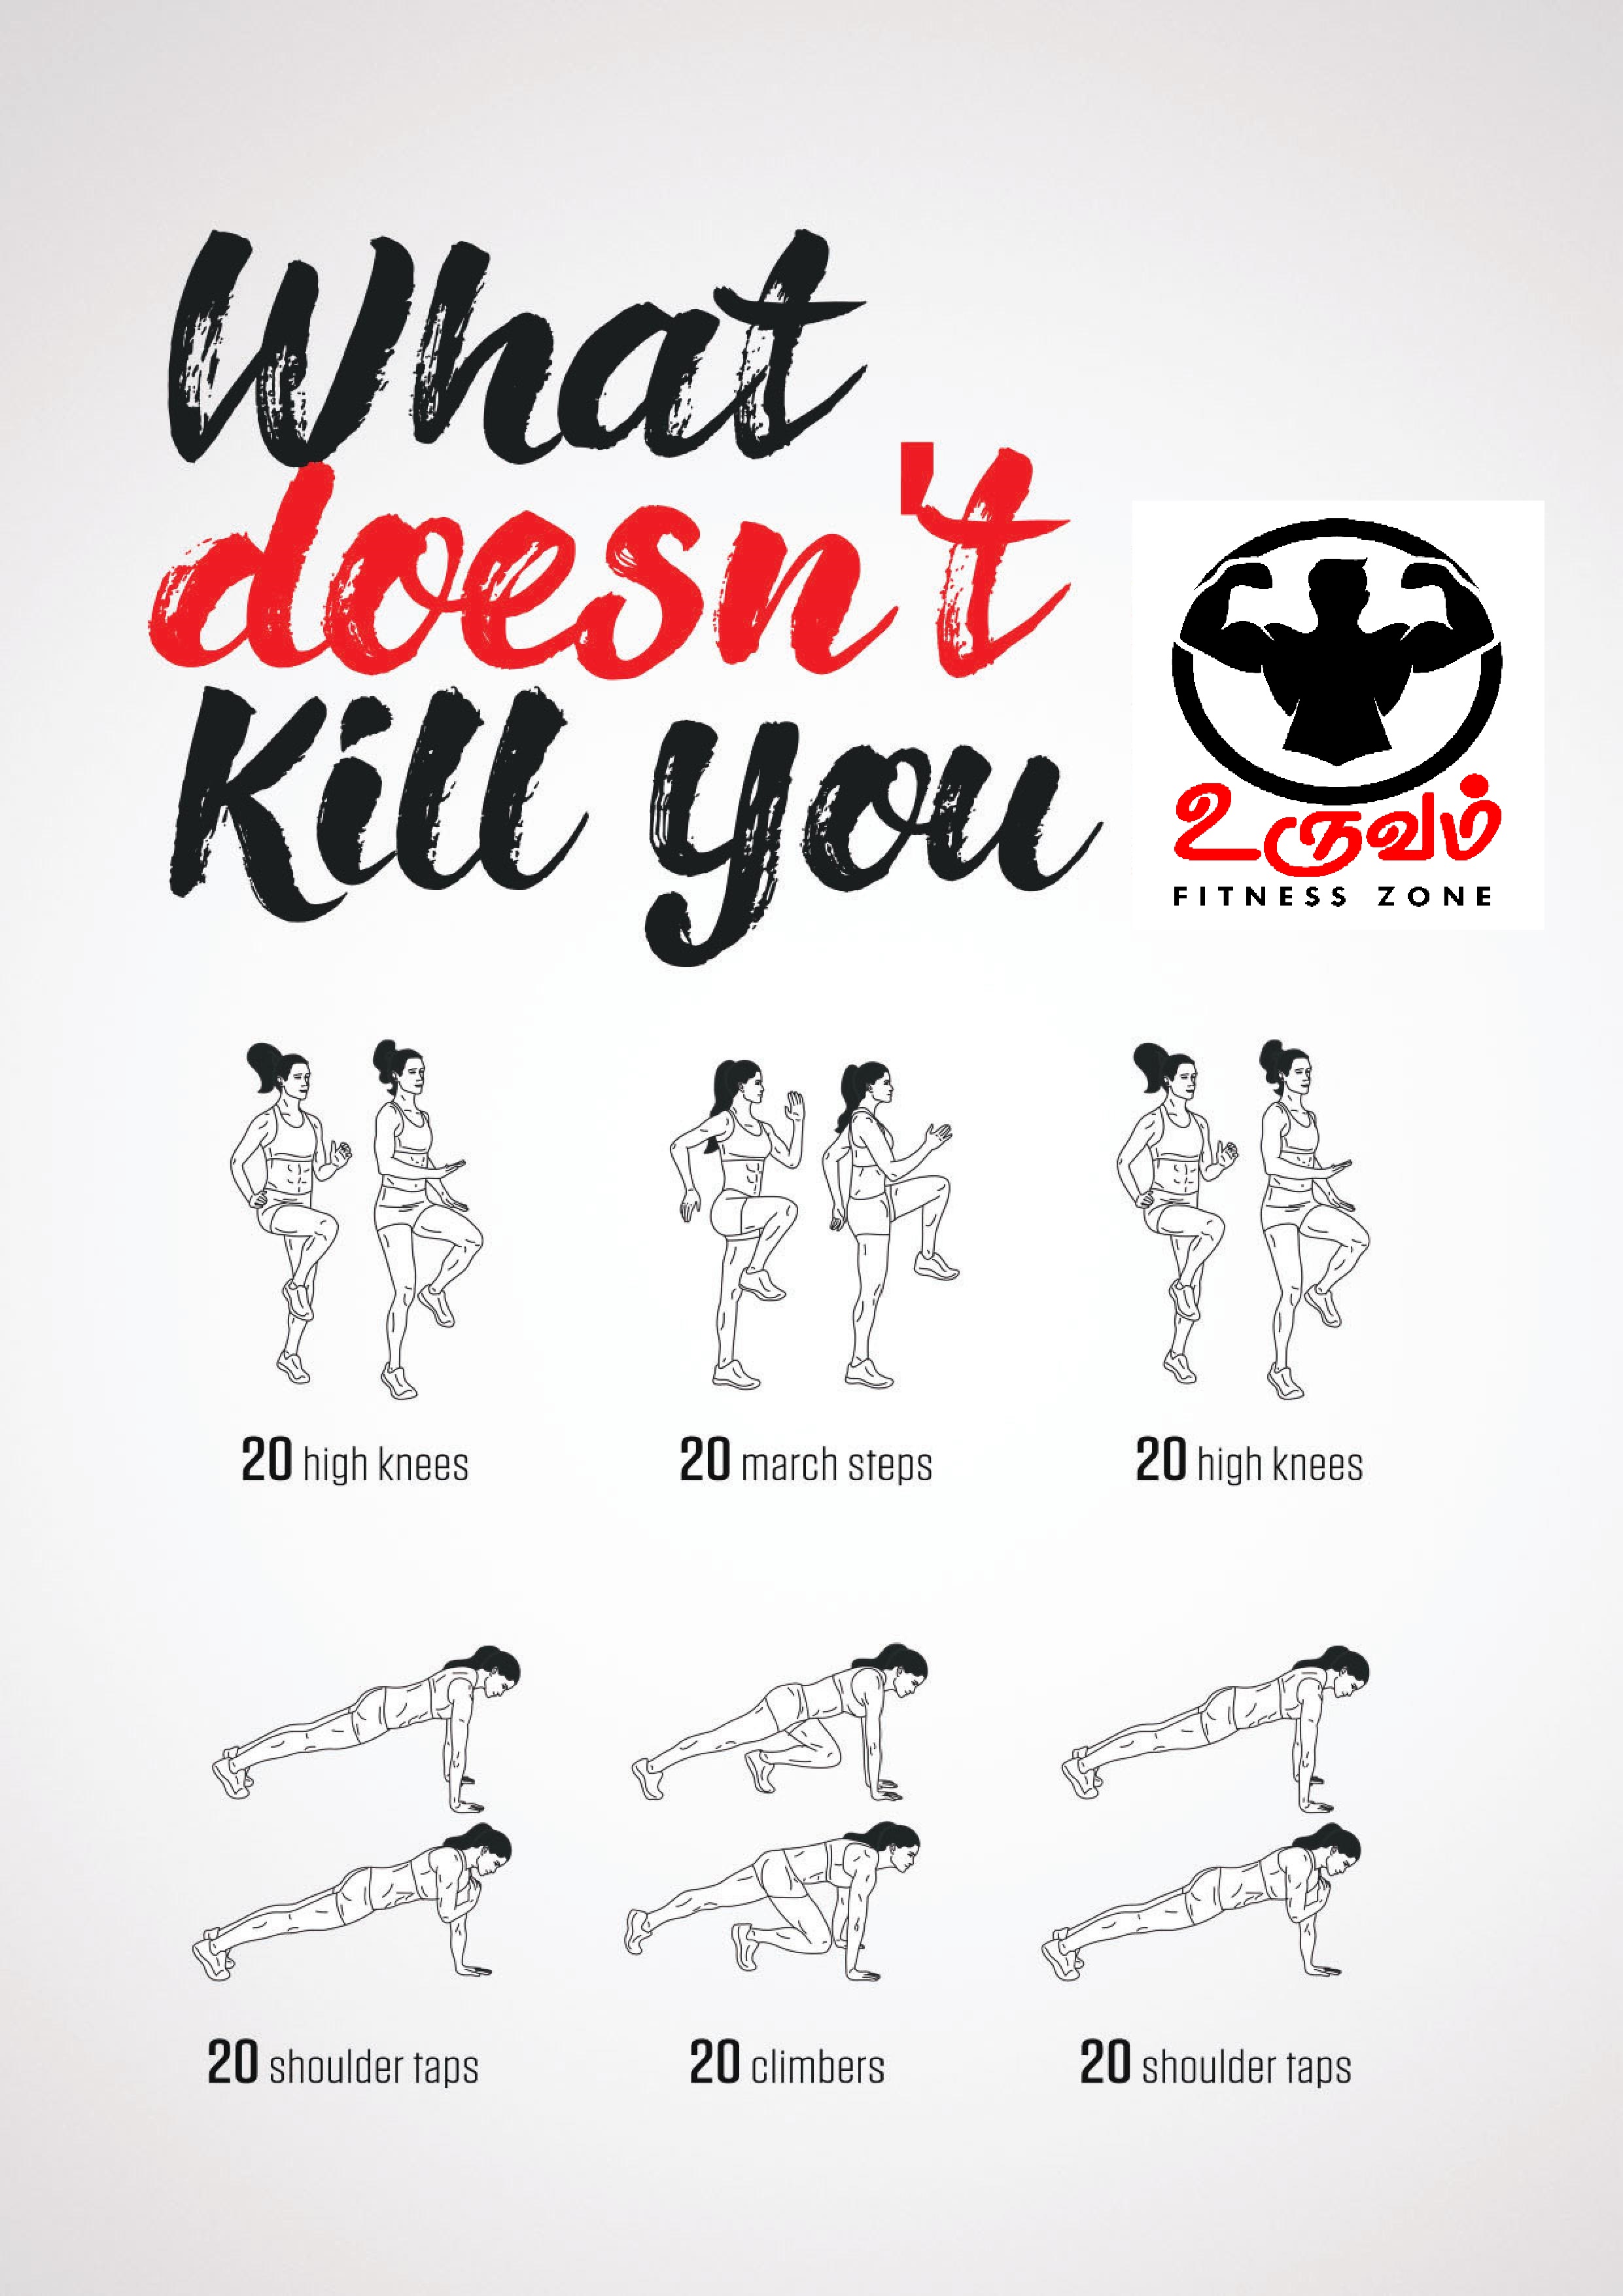 What
doesn't
Kill you
உருவம்
FITNESS ZONE
20 high knees
20 march steps
20 high knees
20 shoulder taps
20 climbers
20 shoulder taps